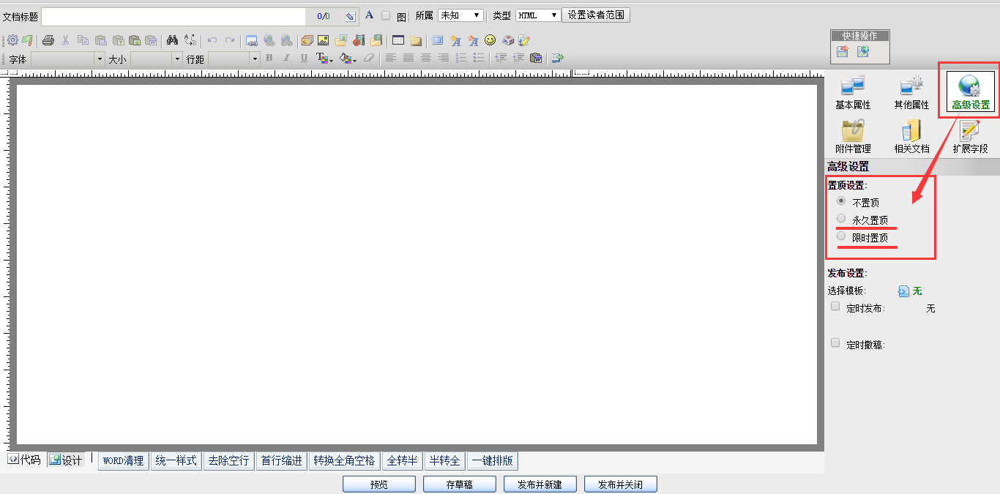 文档标题 0/0 A 图 所属 未知 类型 HTML 设置读者范围
字体 大小 行距 B I U
快捷操作
基本属性 其他属性 高级设置
附件管理 相关文档 扩展字段
高级设置
置顶设置:
不置顶
永久置顶
限时置顶
发布设置:
选择模板: 无
定时发布: 无
定时撤稿:
代码 设计 WORD清理 统一样式 去除空行 首行缩进 转换全角空格 全转半 半转全 一键排版
预览 存草稿 发布并新建 发布并关闭